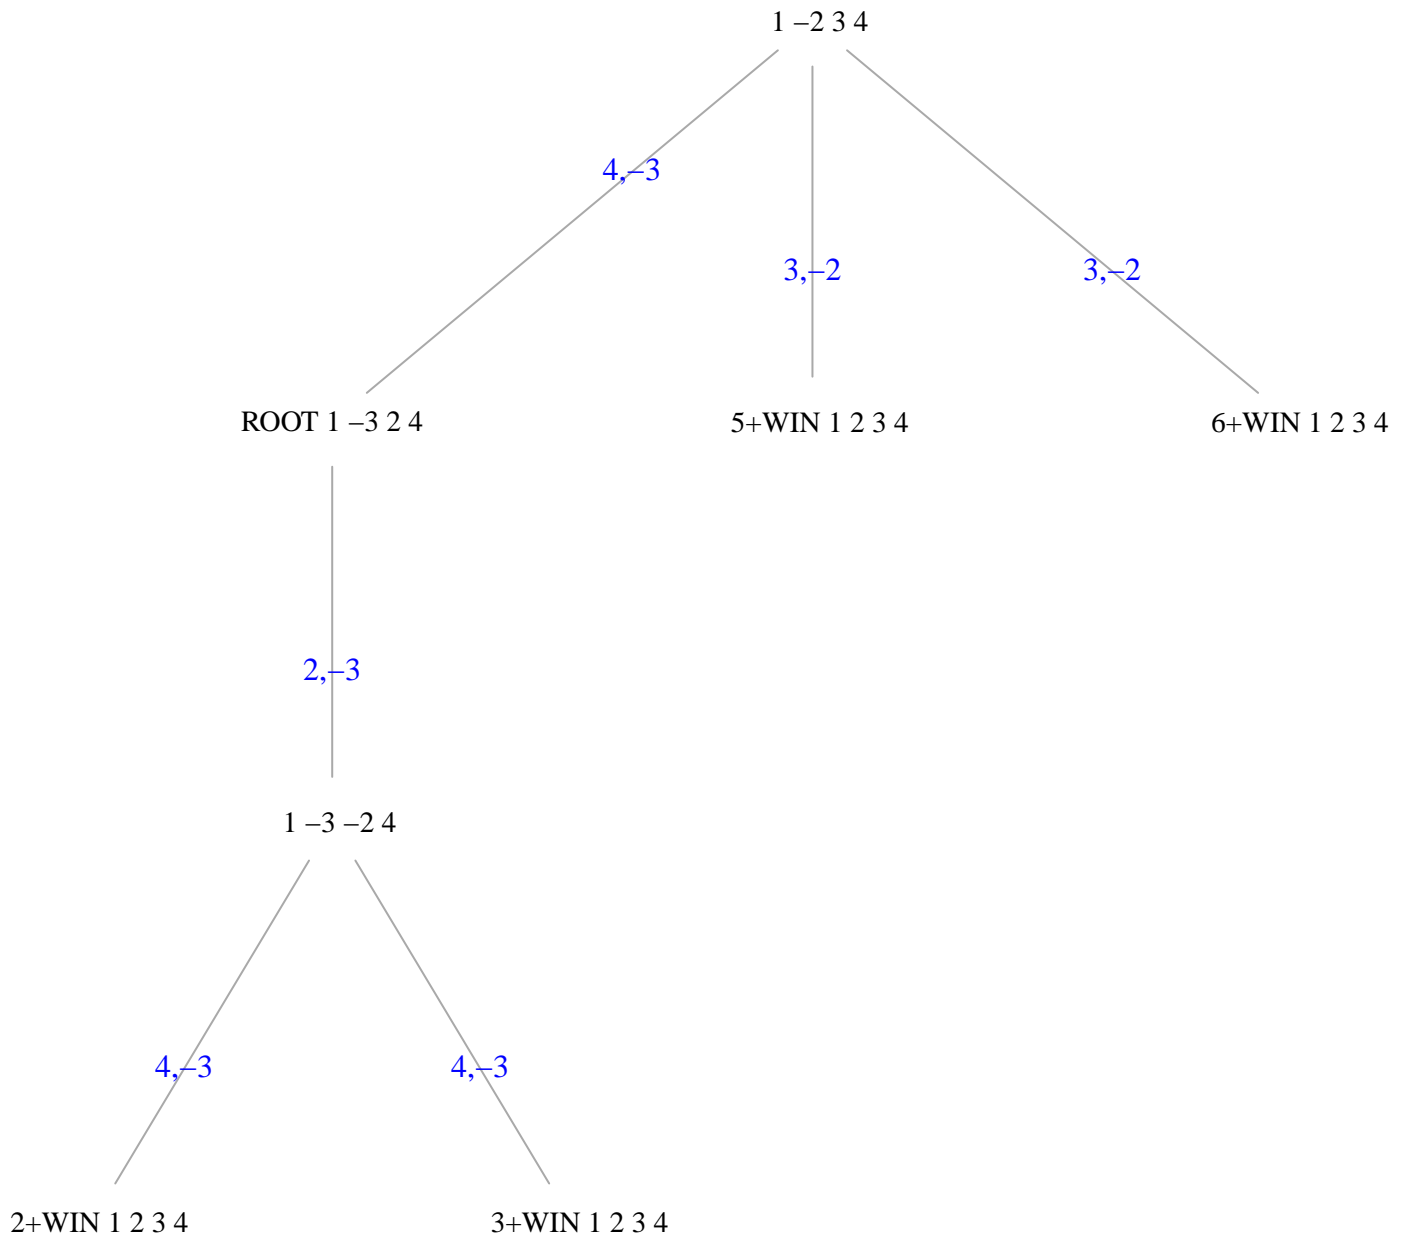 1 –2 3 4
4,–3
3,–2
3,–2
ROOT 1 –3 2 4
5+WIN 1 2 3 4
6+WIN 1 2 3 4
2,–3
1 –3 –2 4
4,–3
4,–3
2+WIN 1 2 3 4
3+WIN 1 2 3 4